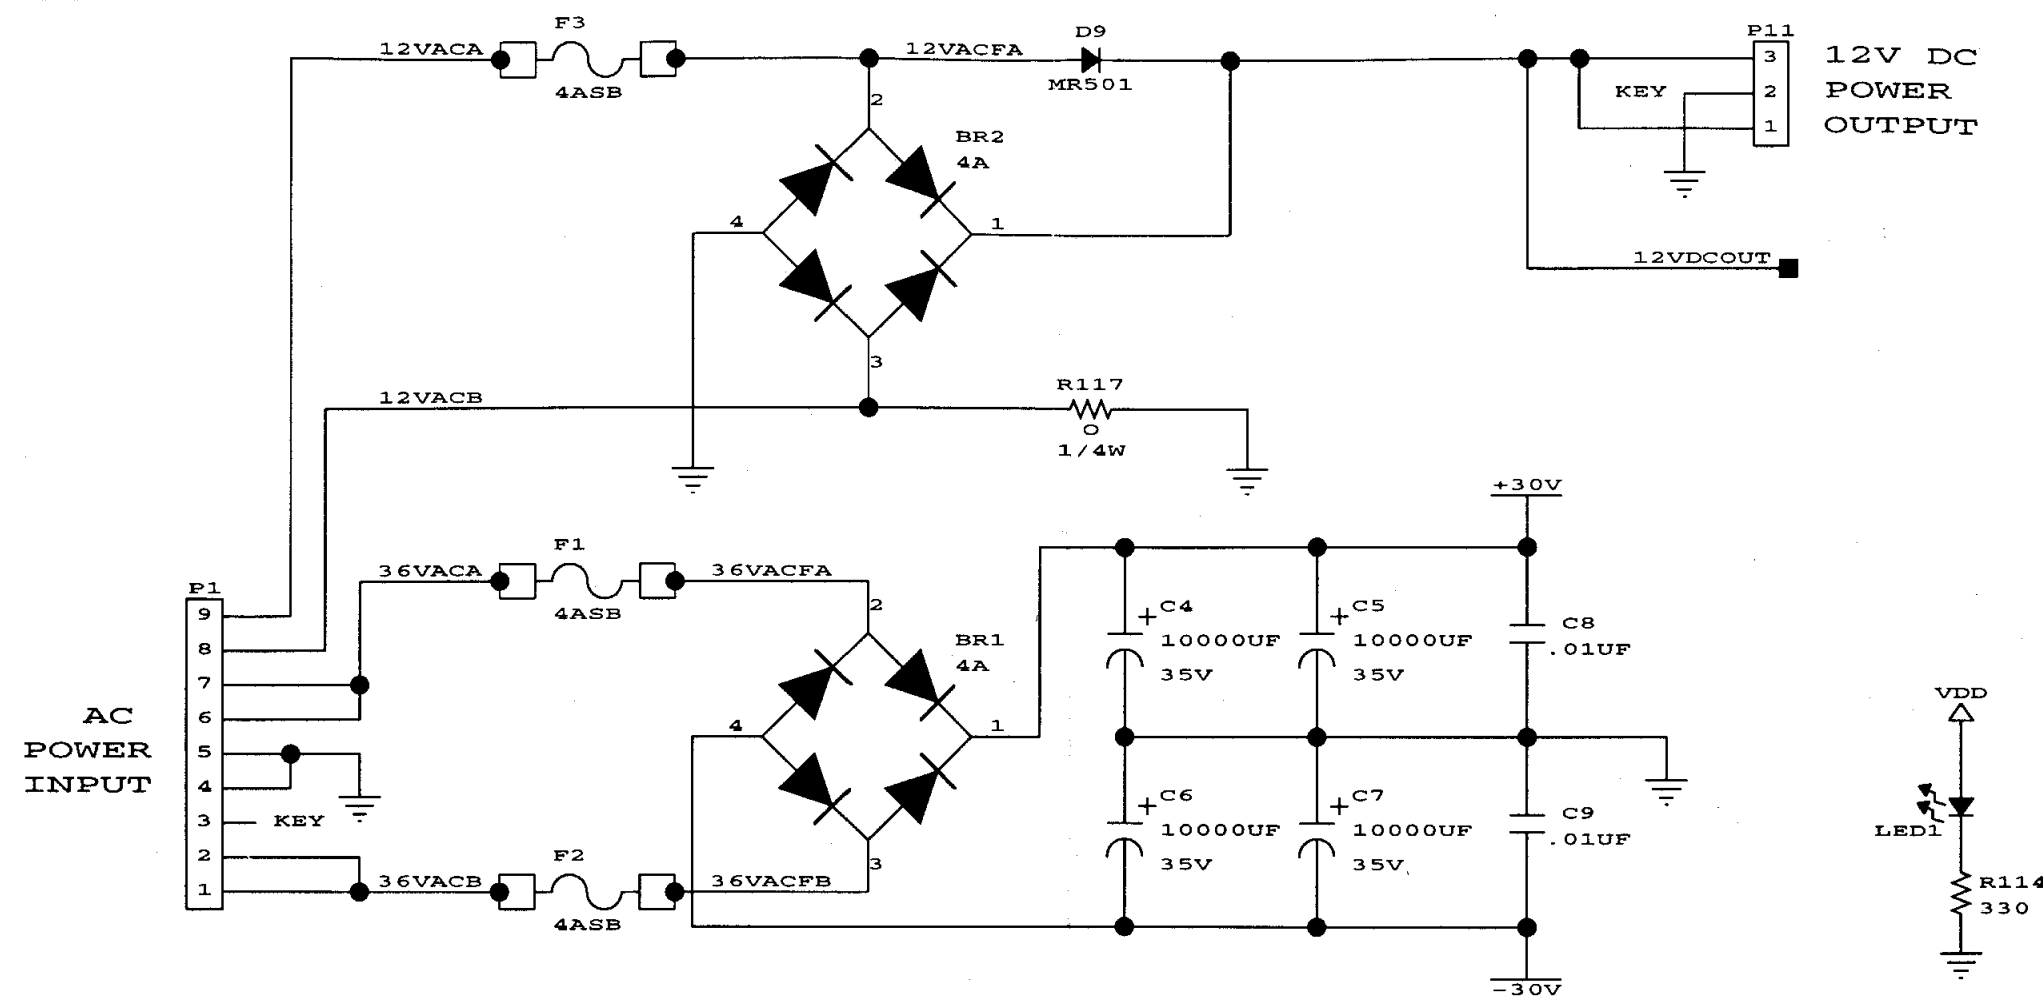 F3
12VACA
4ASB
12VACFA
D9
MR501
P11
3
2
1
KEY
12V DC
POWER
OUTPUT
2
BR2
4A
4
1
12VDCOUT
3
12VACB
R117
0
1/4W
+30V
F1
36VACA
4ASB
36VACFA
2
BR1
4A
4
1
3
P1
9
8
7
6
5
4
3
2
1
KEY
AC
POWER
INPUT
F2
36VACB
4ASB
36VACFB
C4
10000UF
35V
C5
10000UF
35V
C8
.01UF
C6
10000UF
35V
C7
10000UF
35V
C9
.01UF
-30V
VDD
LED1
R114
330